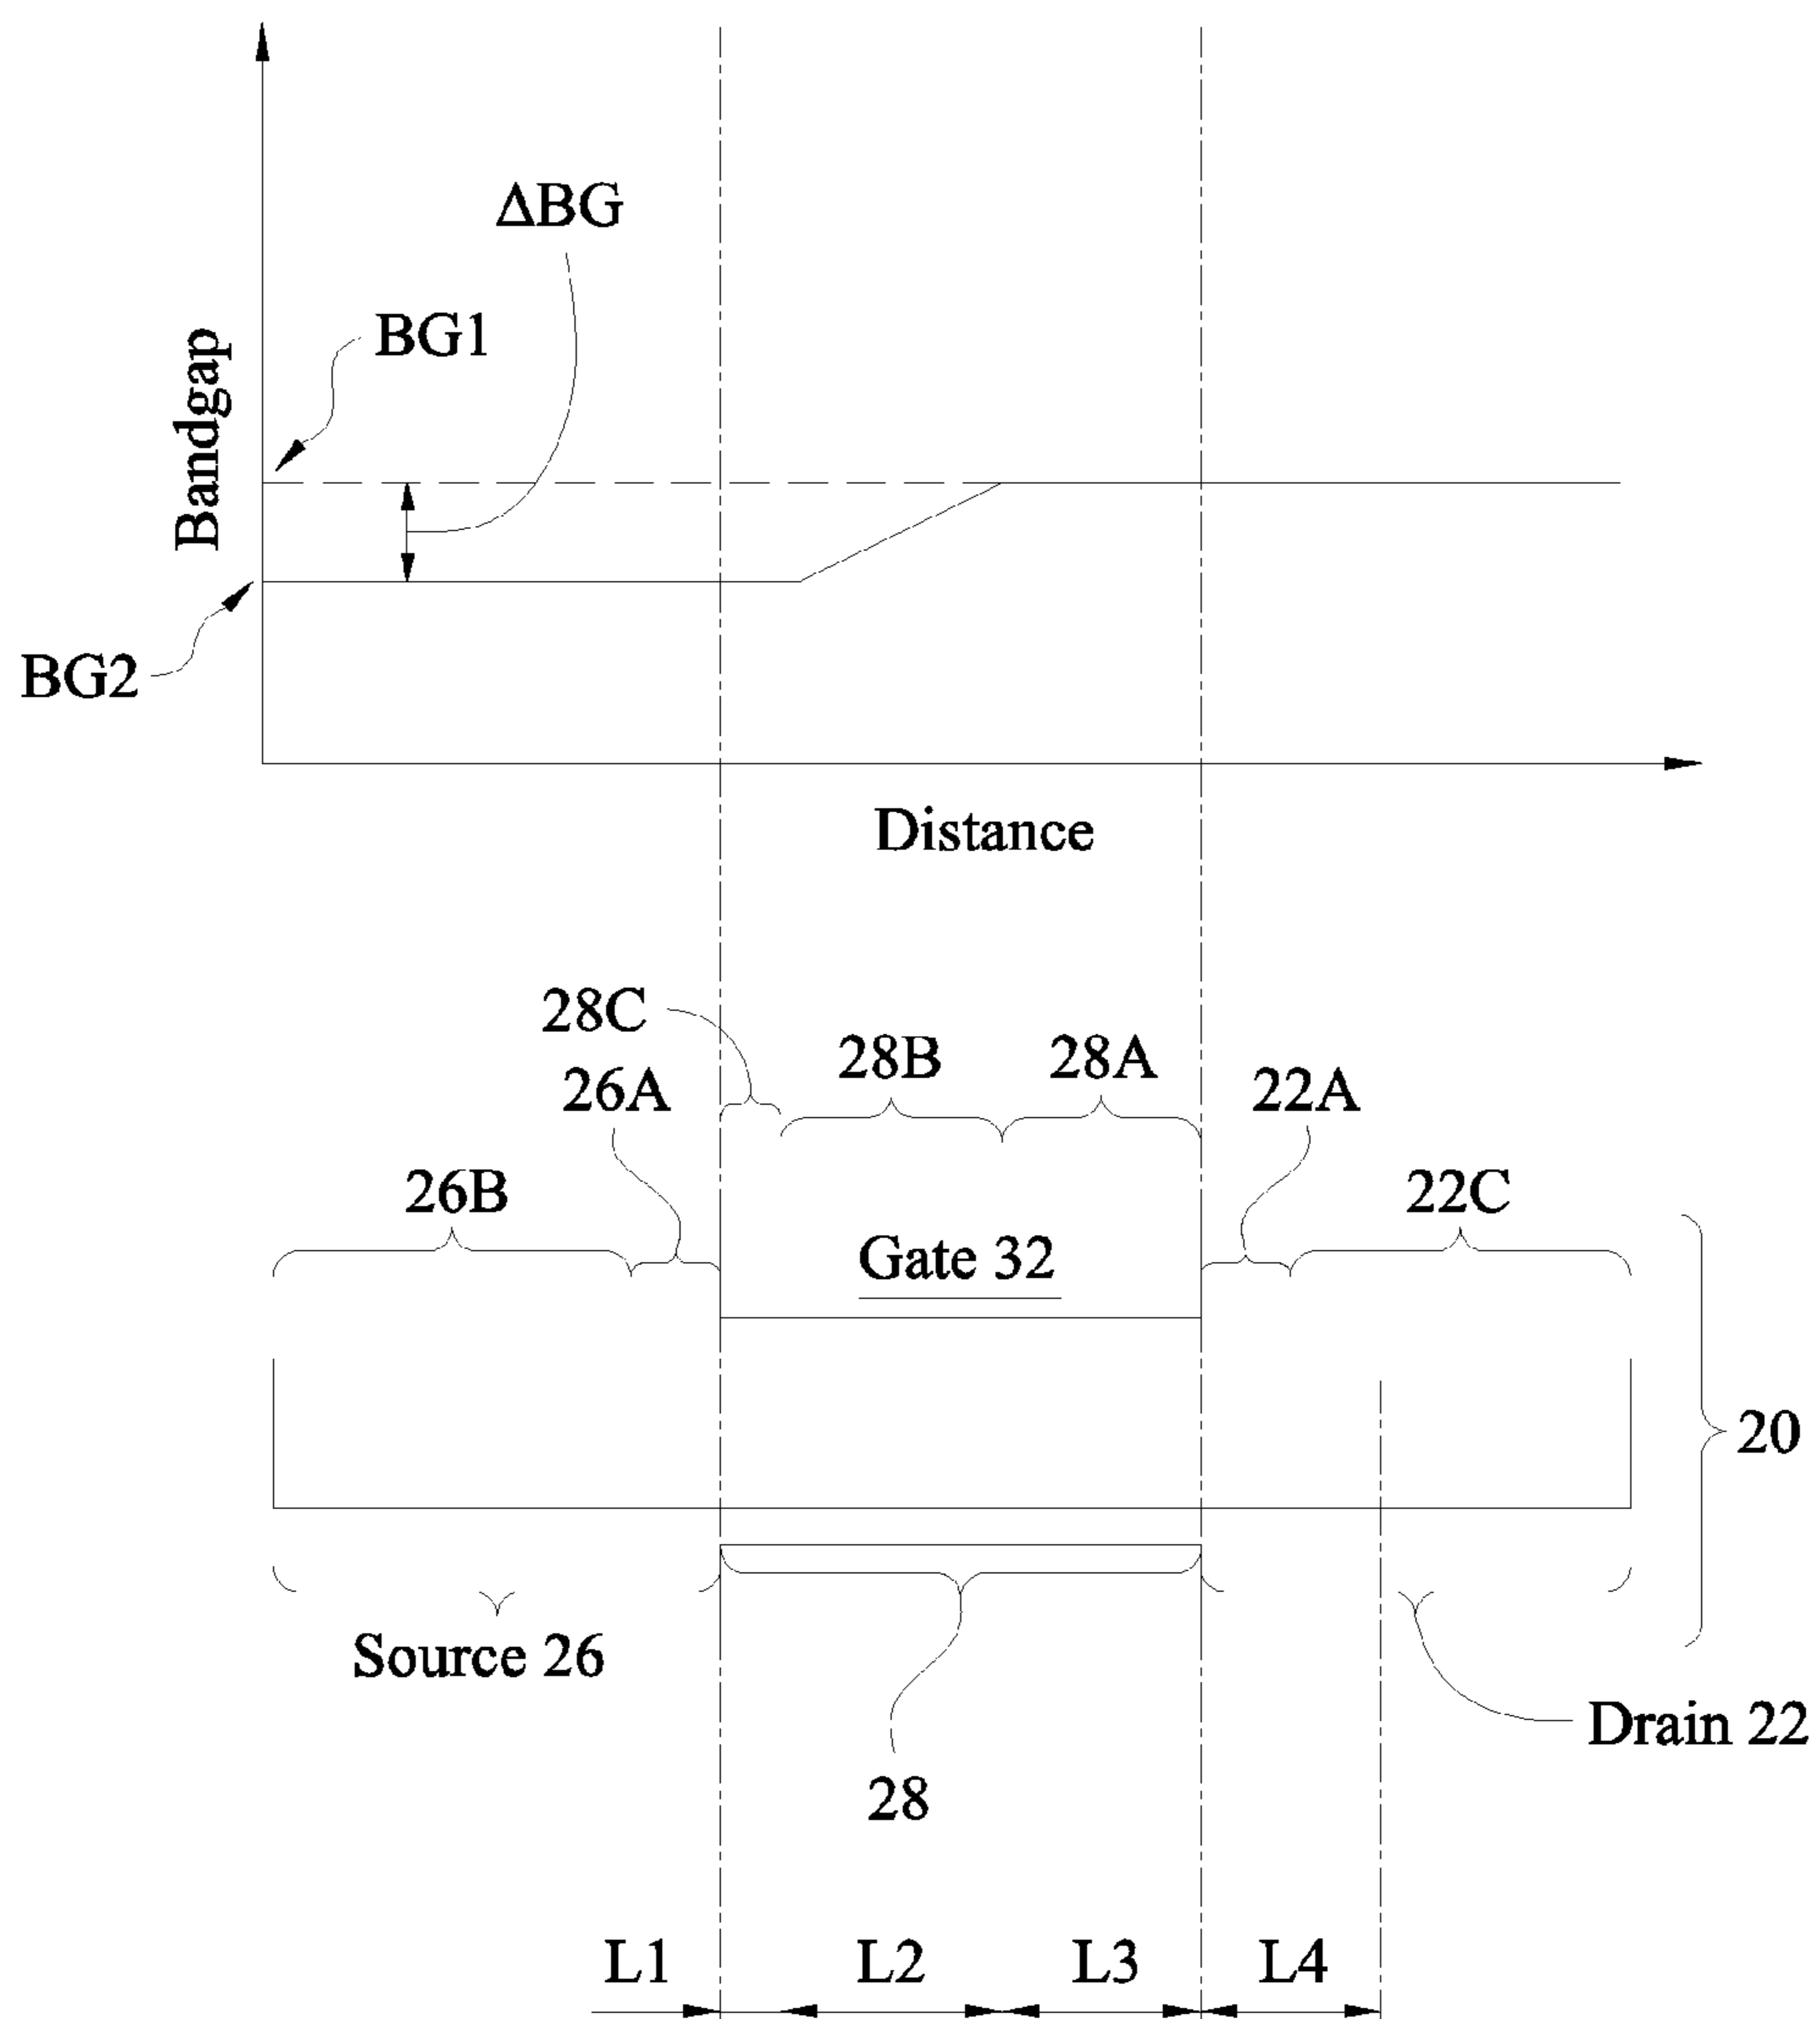 ΔBG
BG1
Bandgap
BG2
Distance
28C
28B
28A
26A
22A
26B
22C
Gate 32
20
Source 26
Drain 22
28
L1
L2
L3
L4